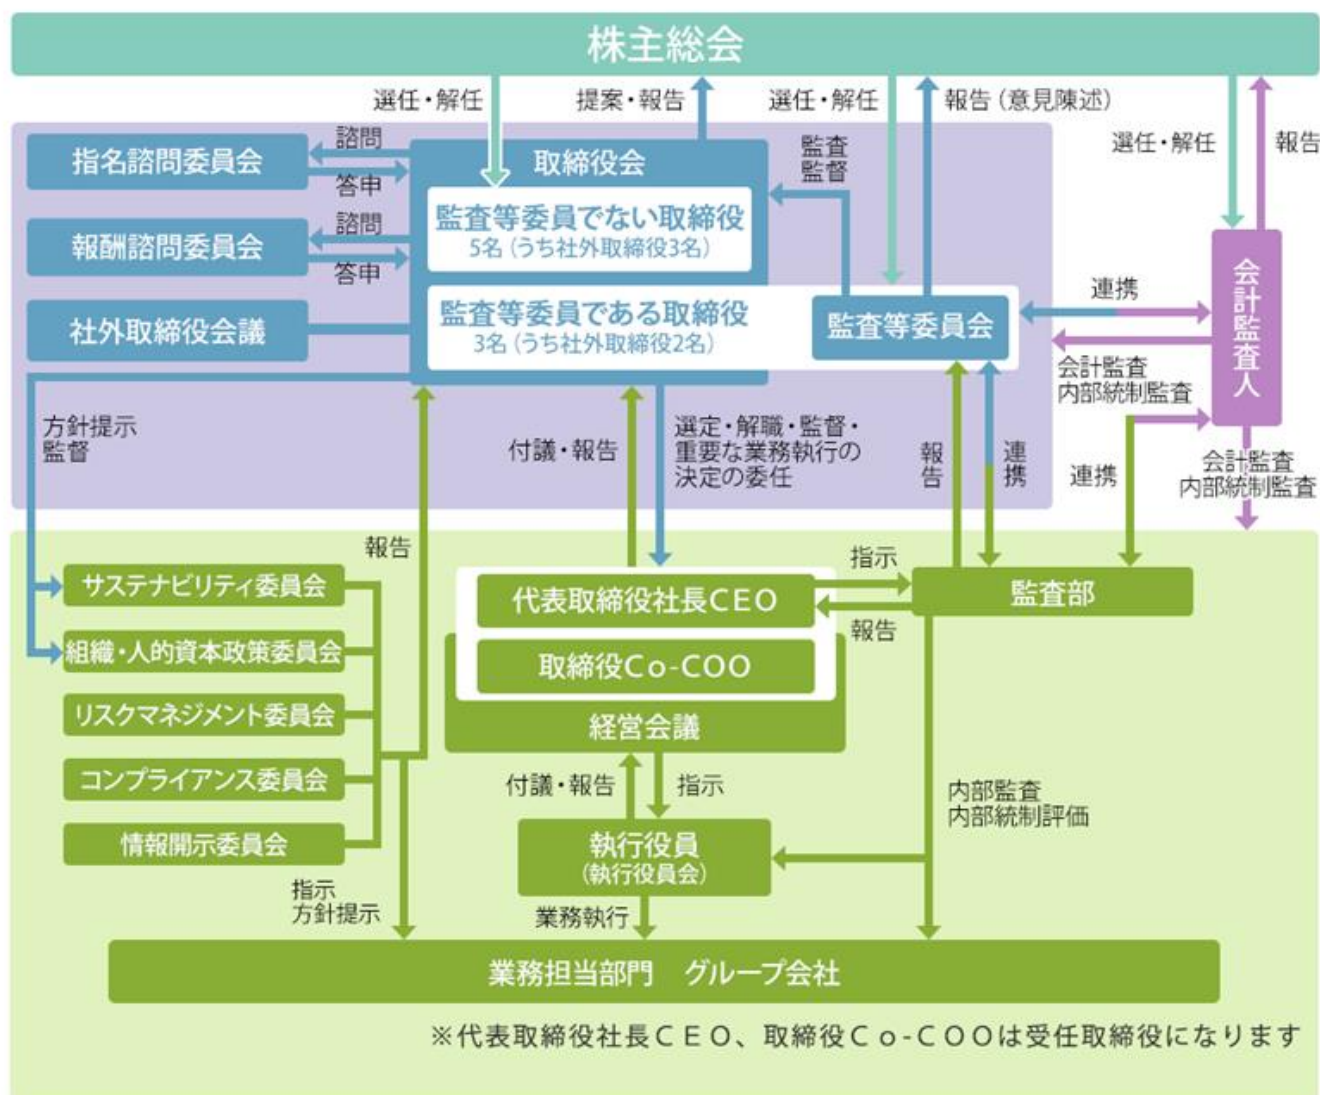 株主総会
選任・解任
提案・報告
選任・解任
報告(意見陳述)
選任・解任
報告
指名諮問委員会
諮問
答申
取締役会
監査
監督
監査等委員でない取締役
5名(うち社外取締役3名)
報酬諮問委員会
諮問
答申
会計監査人
連携
社外取締役会議
監査等委員である取締役
3名(うち社外取締役2名)
監査等委員会
会計監査
内部統制監査
方針提示
監督
付議・報告
選定・解職・監督・
重要な業務執行の
決定の委任
報告
連携
連携
会計監査
内部統制監査
報告
サステナビリティ委員会
組織・人的資本政策委員会
リスクマネジメント委員会
コンプライアンス委員会
情報開示委員会
代表取締役社長CEO
取締役Co-COO
経営会議
指示
報告
監査部
付議・報告
指示
内部監査
内部統制評価
執行役員
(執行役員会)
指示
方針提示
業務執行
業務担当部門 グループ会社
※代表取締役社長CEO、取締役Co-COOは受任取締役になります